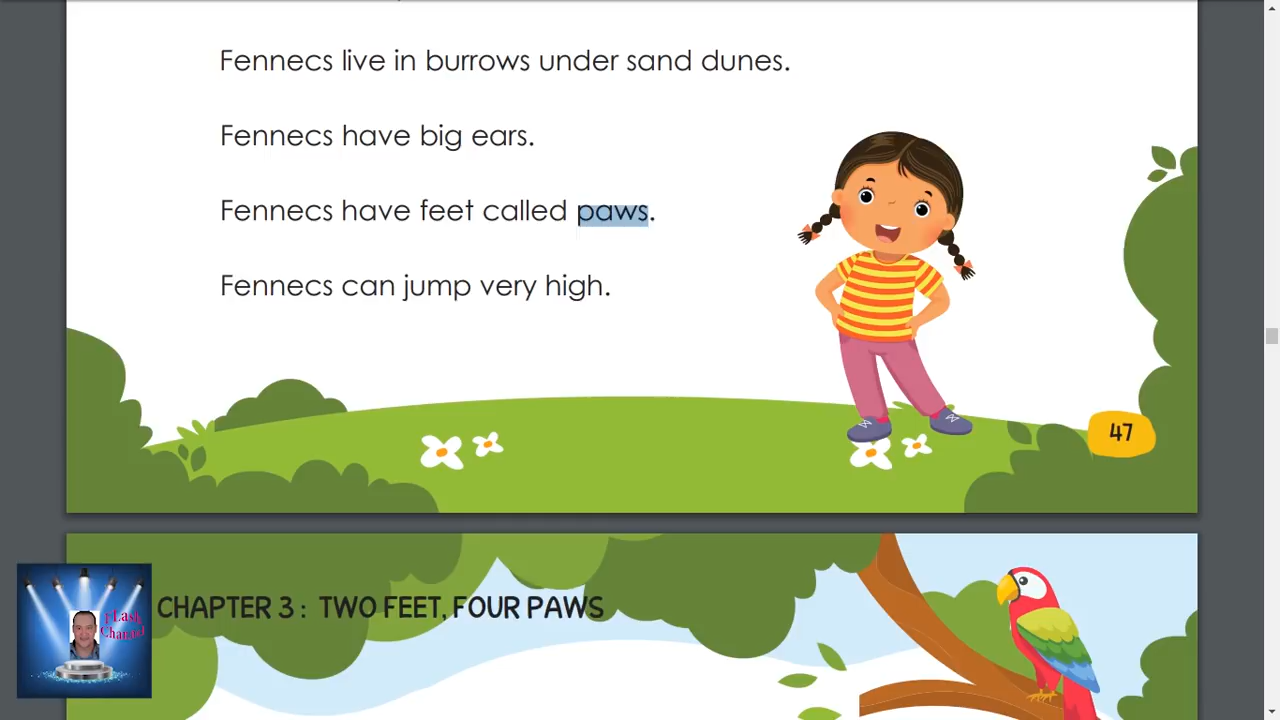 Fennecs live in burrows under sand dunes.
Fennecs have big ears.
Fennecs have feet called paws.
Fennecs can jump very high.
47
CHAPTER 3 : TWO FEET, FOUR PAWS